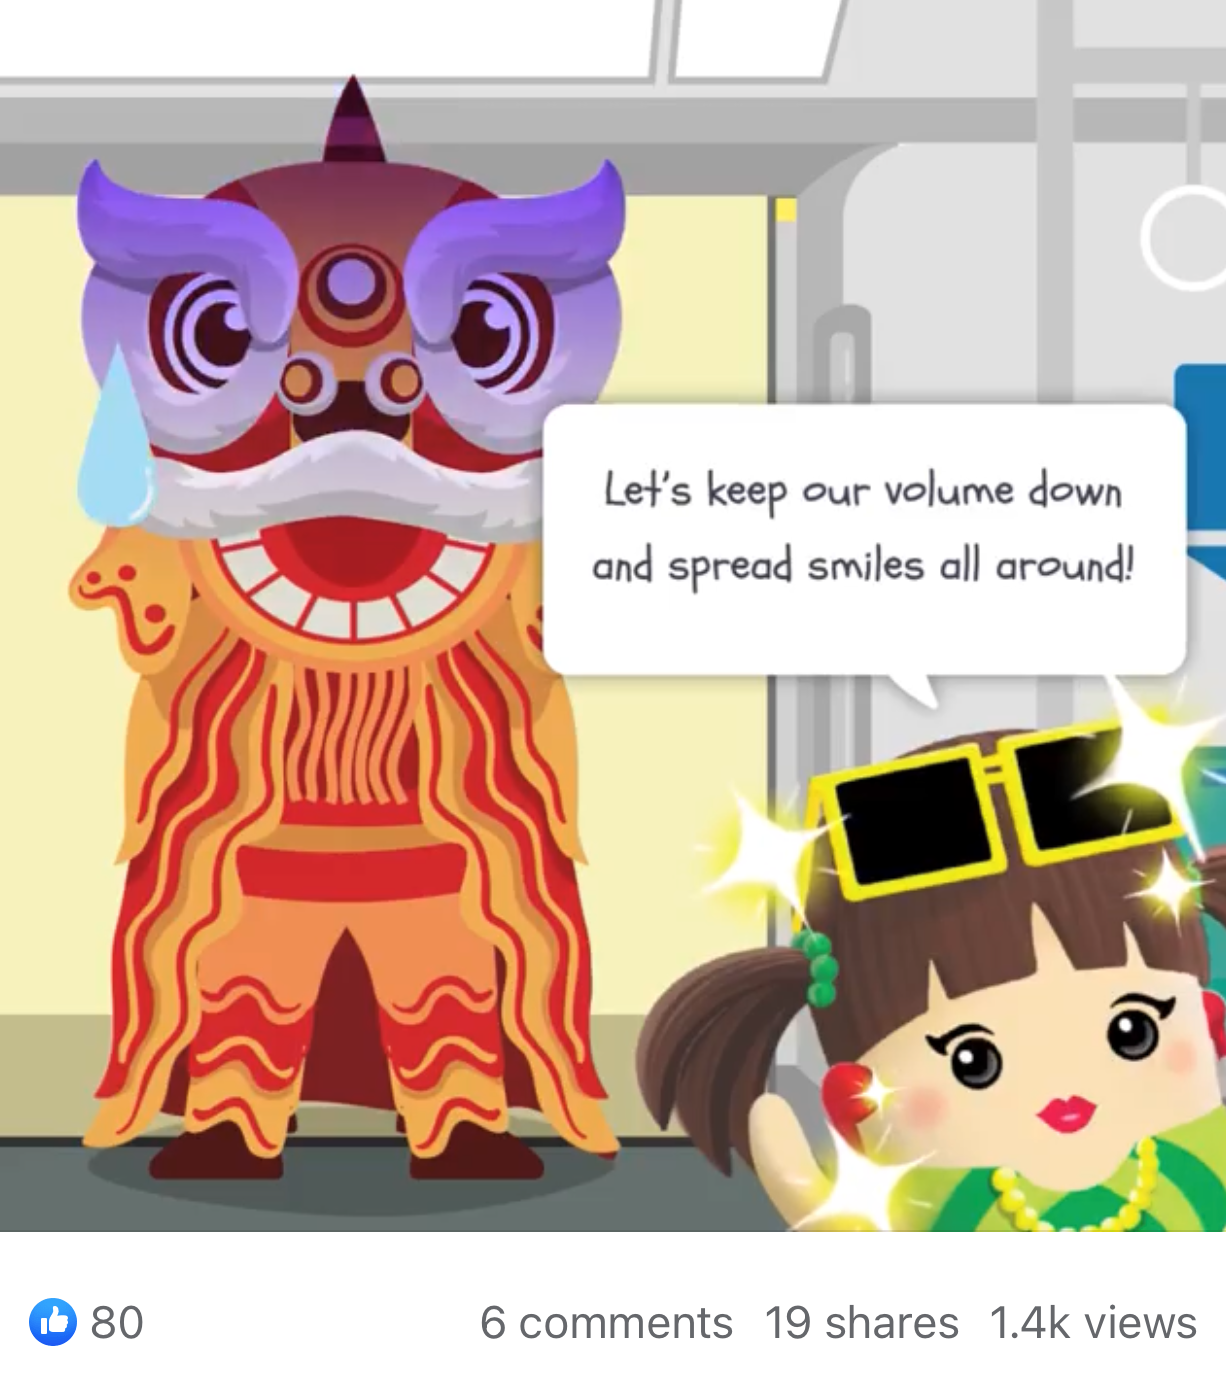 Let's keep our volume down
and spread smiles all around!
80 6 comments 19 shares 1.4k views